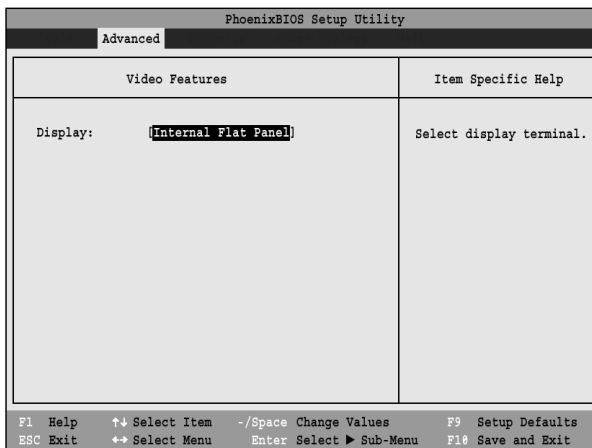 PhoenixBIOS Setup Utility
Advanced
Video Features
Item Specific Help
Display: [Internal Flat Panel]
Select display terminal.
F1 Help ↑↓ Select Item -/Space Change Values F9 Setup Defaults
ESC Exit ←→ Select Menu Enter Select ▶ Sub-Menu F10 Save and Exit